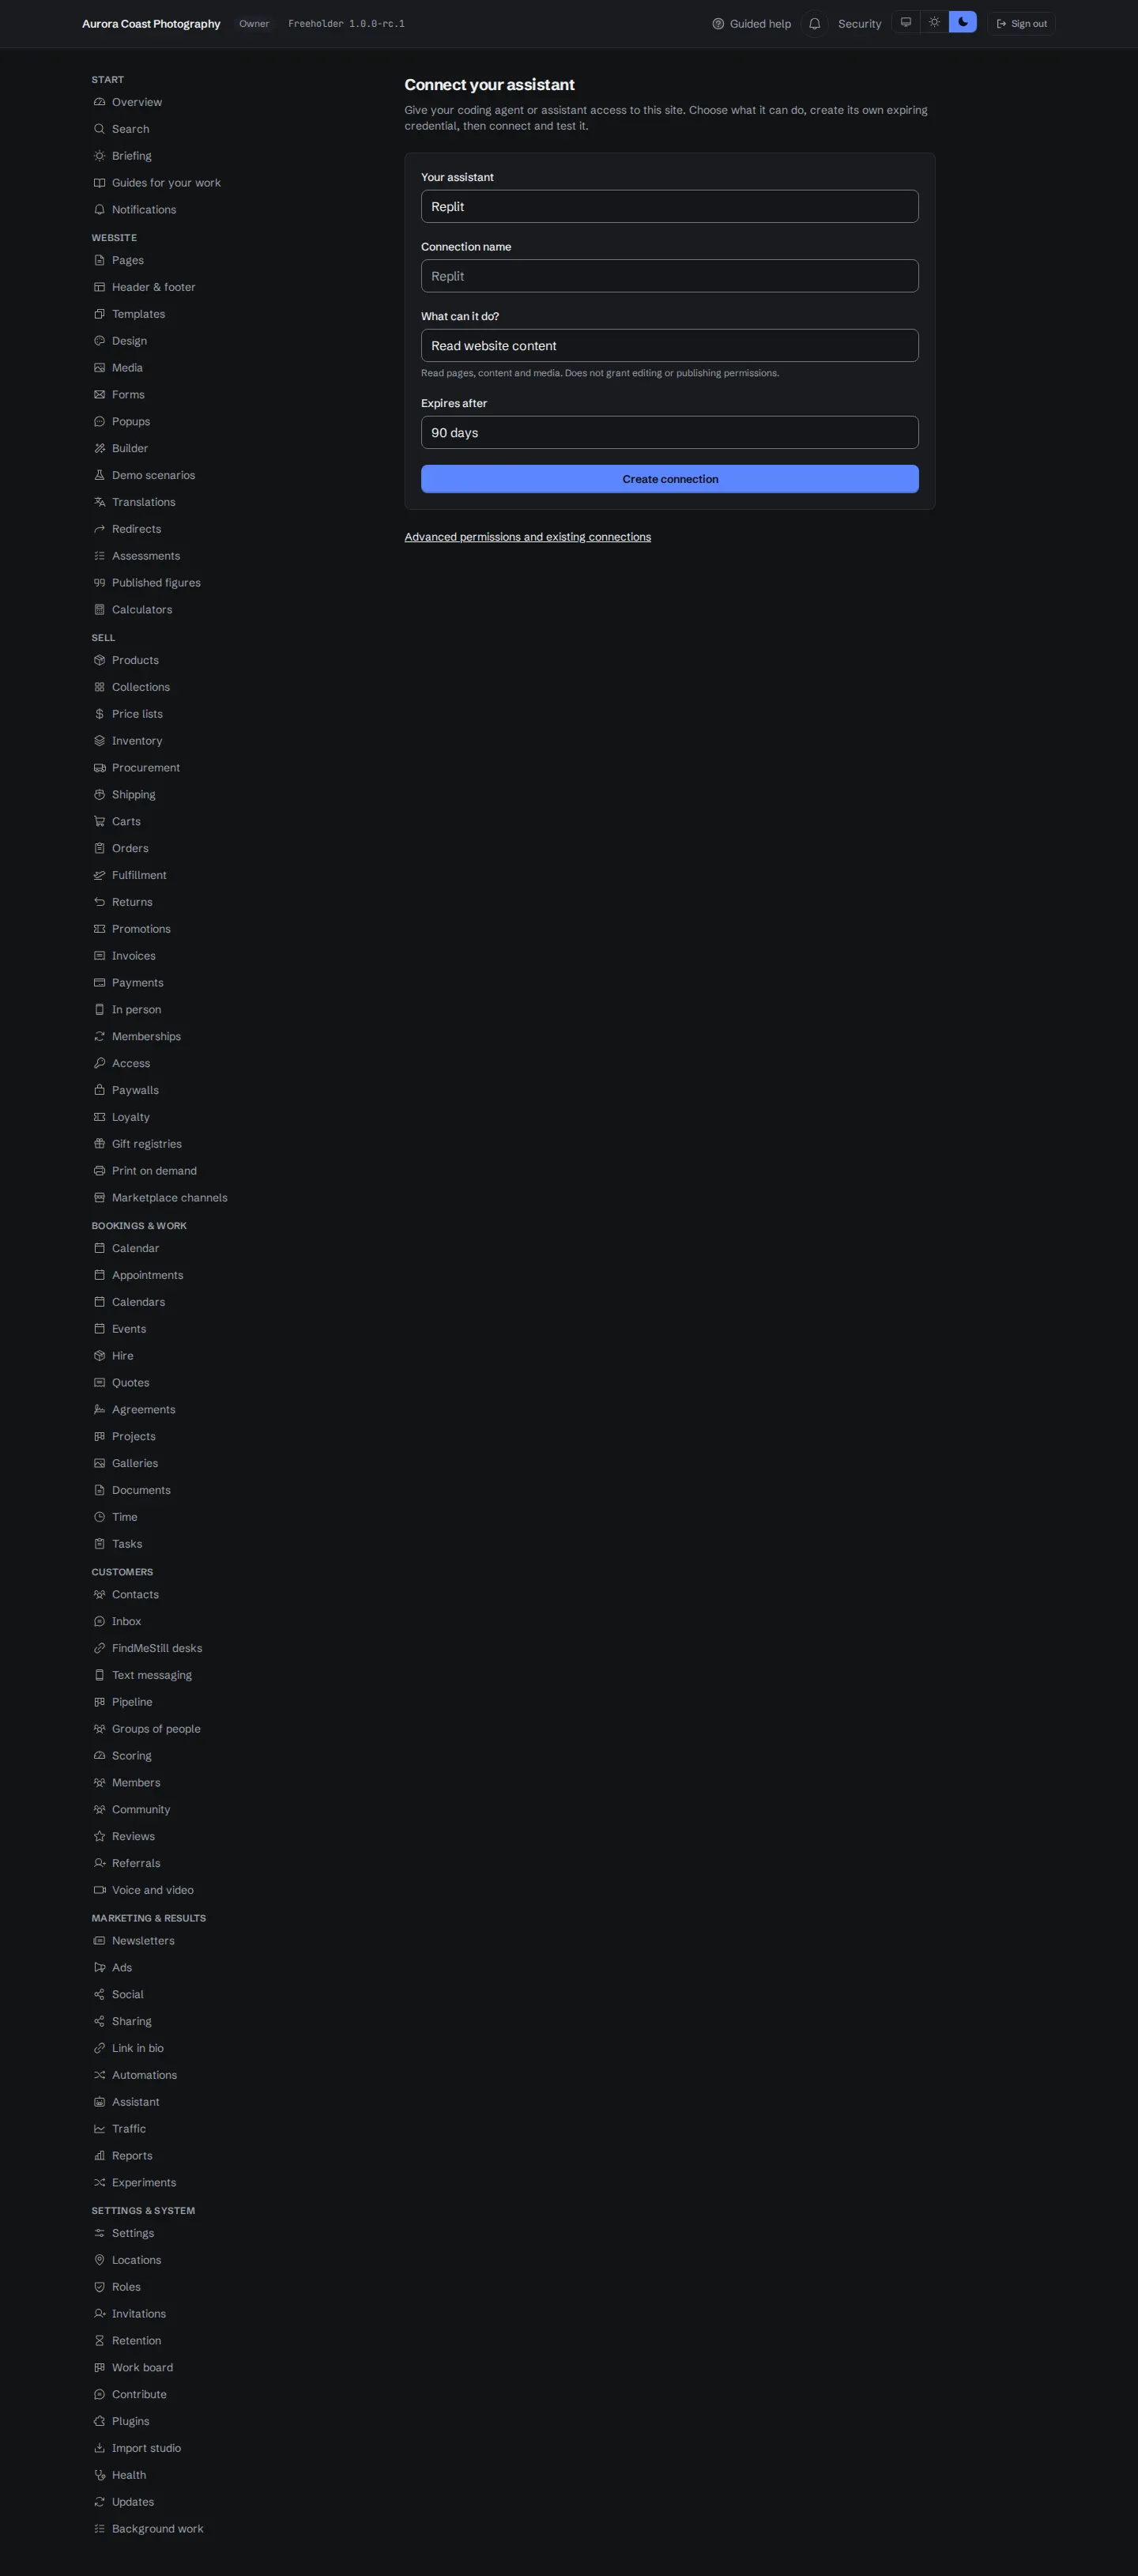 Aurora Coast Photography Owner Freeholder 1.0.0-rc.1 Guided help Security Sign out
START
Overview
Search
Briefing
Guides for your work
Notifications
WEBSITE
Pages
Header & footer
Templates
Design
Media
Forms
Popups
Builder
Demo scenarios
Translations
Redirects
Assessments
Published figures
Calculators
SELL
Products
Collections
Price lists
Inventory
Procurement
Shipping
Carts
Orders
Fulfillment
Returns
Promotions
Invoices
Payments
In person
Memberships
Access
Paywalls
Loyalty
Gift registries
Print on demand
Marketplace channels
BOOKINGS & WORK
Calendar
Appointments
Calendars
Events
Hire
Quotes
Agreements
Projects
Galleries
Documents
Time
Tasks
CUSTOMERS
Contacts
Inbox
FindMeStill desks
Text messaging
Pipeline
Groups of people
Scoring
Members
Community
Reviews
Referrals
Voice and video
MARKETING & RESULTS
Newsletters
Ads
Social
Sharing
Link in bio
Automations
Assistant
Traffic
Reports
Experiments
SETTINGS & SYSTEM
Settings
Locations
Roles
Invitations
Retention
Work board
Contribute
Plugins
Import studio
Health
Updates
Background work
Connect your assistant
Give your coding agent or assistant access to this site. Choose what it can do, create its own expiring
credential, then connect and test it.
Your assistant
Replit
Connection name
Replit
What can it do?
Read website content
Read pages, content and media. Does not grant editing or publishing permissions.
Expires after
90 days
Create connection
Advanced permissions and existing connections